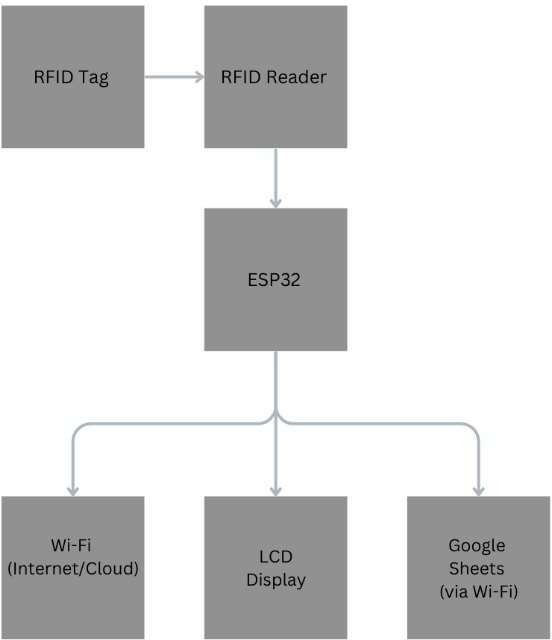 RFID Tag
RFID Reader
ESP32
Wi-Fi
(Internet/Cloud)
LCD
Display
Google
Sheets
(via Wi-Fi)